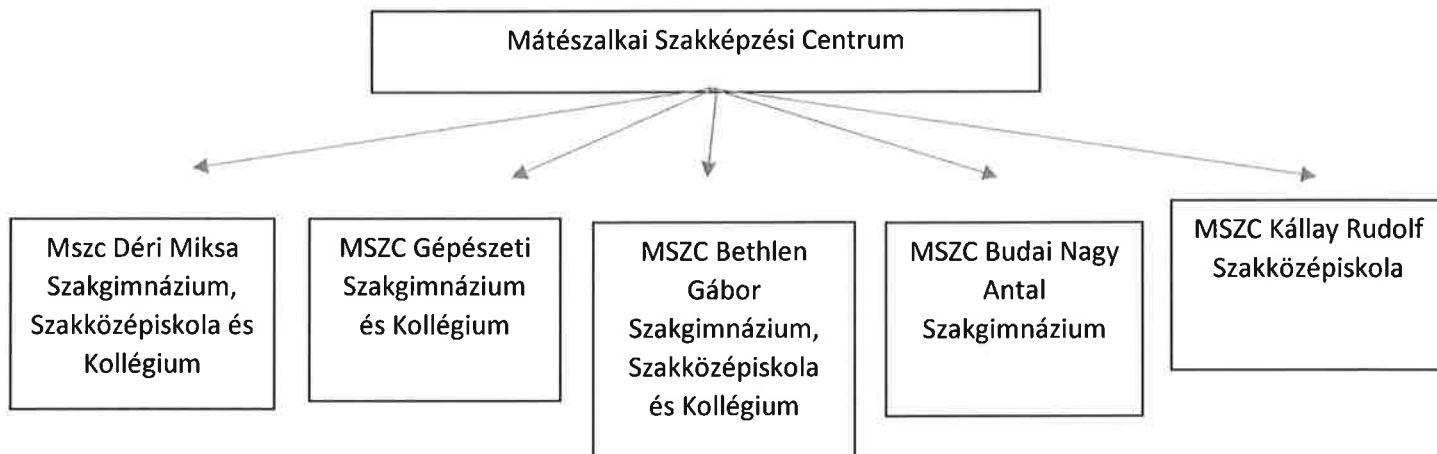 Mátészalkai Szakképzési Centrum
Mszc Déri Miksa
Szakgimnázium,
Szakközépiskola és
Kollégium
MSZC Gépészeti
Szakgimnázium
és Kollégium
MSZC Bethlen
Gábor
Szakgimnázium,
Szakközépiskola
és Kollégium
MSZC Budai Nagy
Antal
Szakgimnázium
MSZC Kállay Rudolf
Szakközépiskola